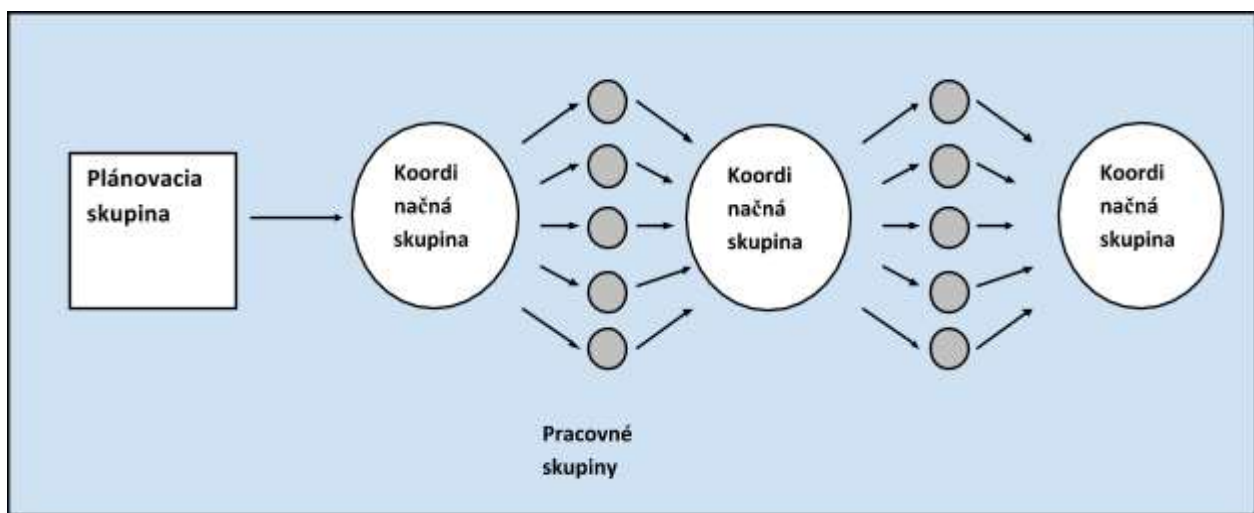 Plánovacia
skupina
Koordi
načná
skupina
Koordi
načná
skupina
Koordi
načná
skupina
Pracovné
skupiny